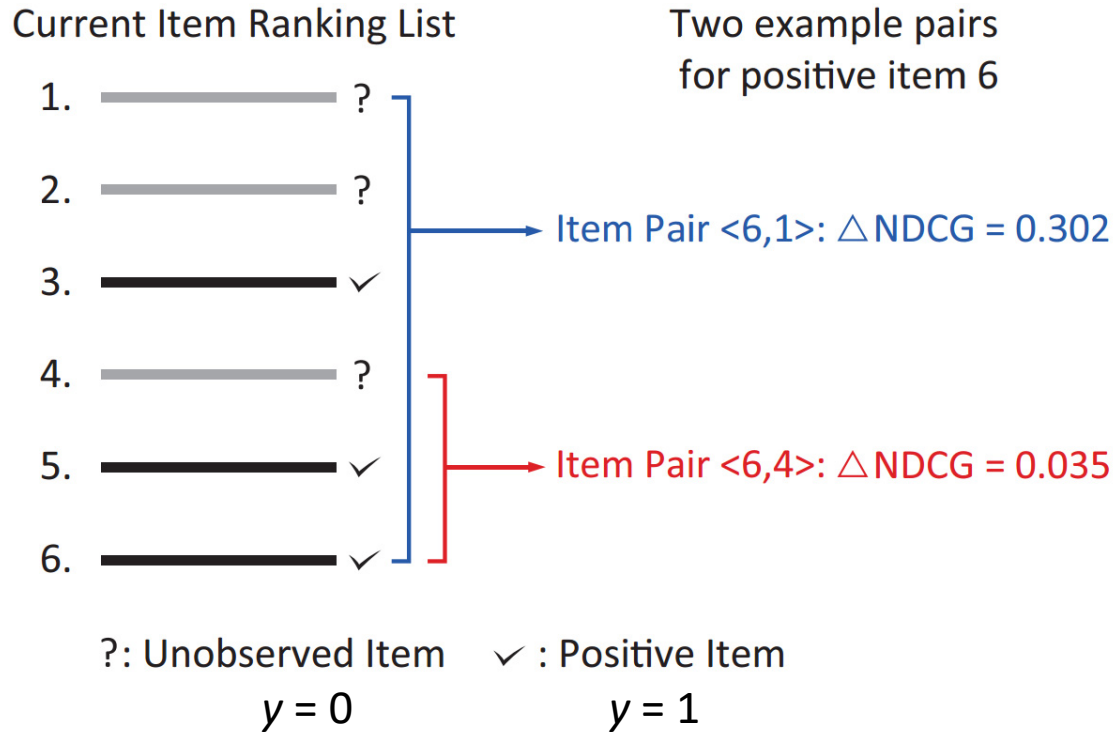 Current Item Ranking List
Two example pairs
for positive item 6
1. ?
2. ?
Item Pair <6,1>: △NDCG = 0.302
3. ✓
4. ?
5. ✓
Item Pair <6,4>: △NDCG = 0.035
6. ✓
?: Unobserved Item ✓ : Positive Item
y = 0 y = 1